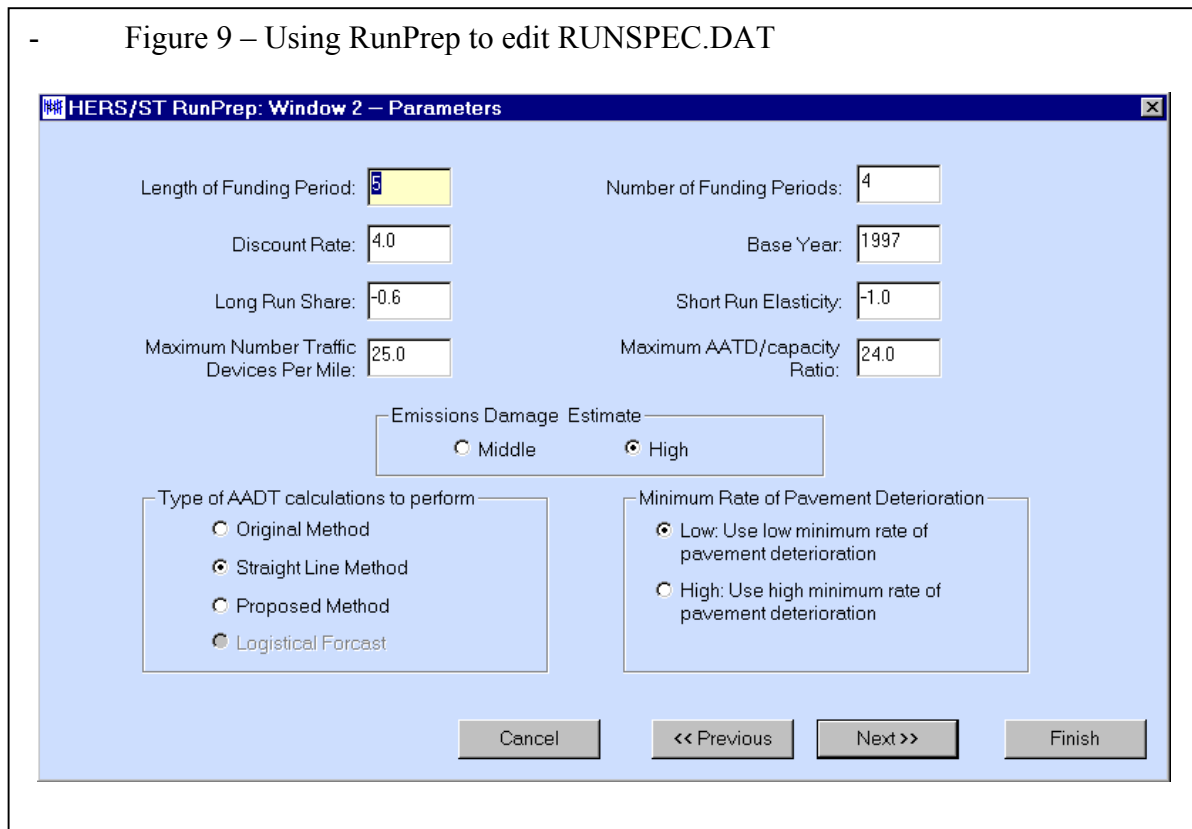 - Figure 9 – Using RunPrep to edit RUNSPEC.DAT
HERS/ST RunPrep: Window 2 – Parameters
Length of Funding Period: 5
Number of Funding Periods: 4
Discount Rate: 4.0
Base Year: 1997
Long Run Share: -0.6
Short Run Elasticity: -1.0
Maximum Number Traffic
Devices Per Mile: 25.0
Maximum AATD/capacity
Ratio: 24.0
Emissions Damage Estimate
Middle High
Type of AADT calculations to perform
Original Method
Straight Line Method
Proposed Method
Logistical Forcast
Minimum Rate of Pavement Deterioration
Low: Use low minimum rate of
pavement deterioration
High: Use high minimum rate of
pavement deterioration
Cancel << Previous Next >> Finish